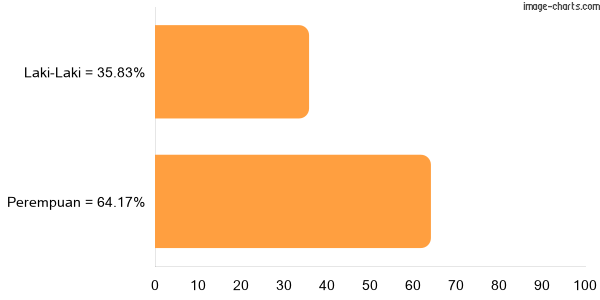 image-charts.com
Laki-Laki = 35.83%
Perempuan = 64.17%
0 10 20 30 40 50 60 70 80 90 100